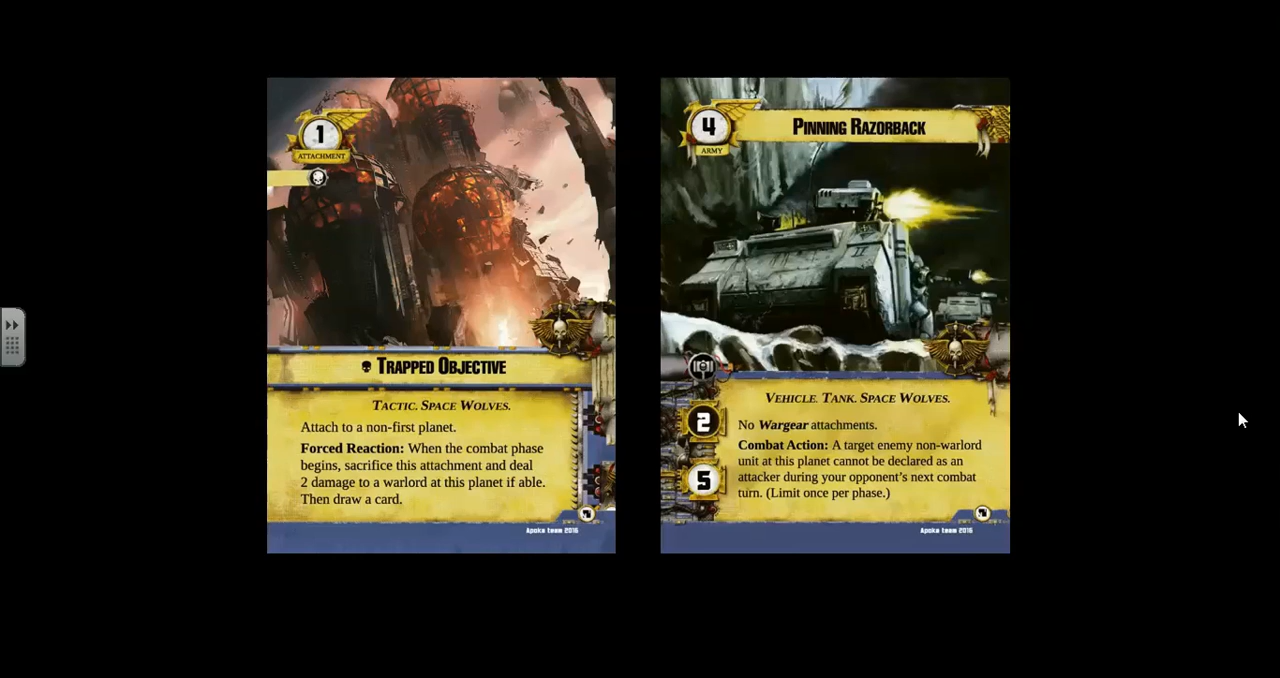 1
ATTACHMENT
TRAPPED OBJECTIVE
TACTIC. SPACE WOLVES.
Attach to a non-first planet.
Forced Reaction: When the combat phase
begins, sacrifice this attachment and deal
2 damage to a warlord at this planet if able.
Then draw a card.
Apoka team 2016
4
ARMY
PINNING RAZORBACK
VEHICLE. TANK. SPACE WOLVES.
2
5
No Wargear attachments.
Combat Action: A target enemy non-warlord
unit at this planet cannot be declared as an
attacker during your opponent's next combat
turn. (Limit once per phase.)
Apoka team 2016